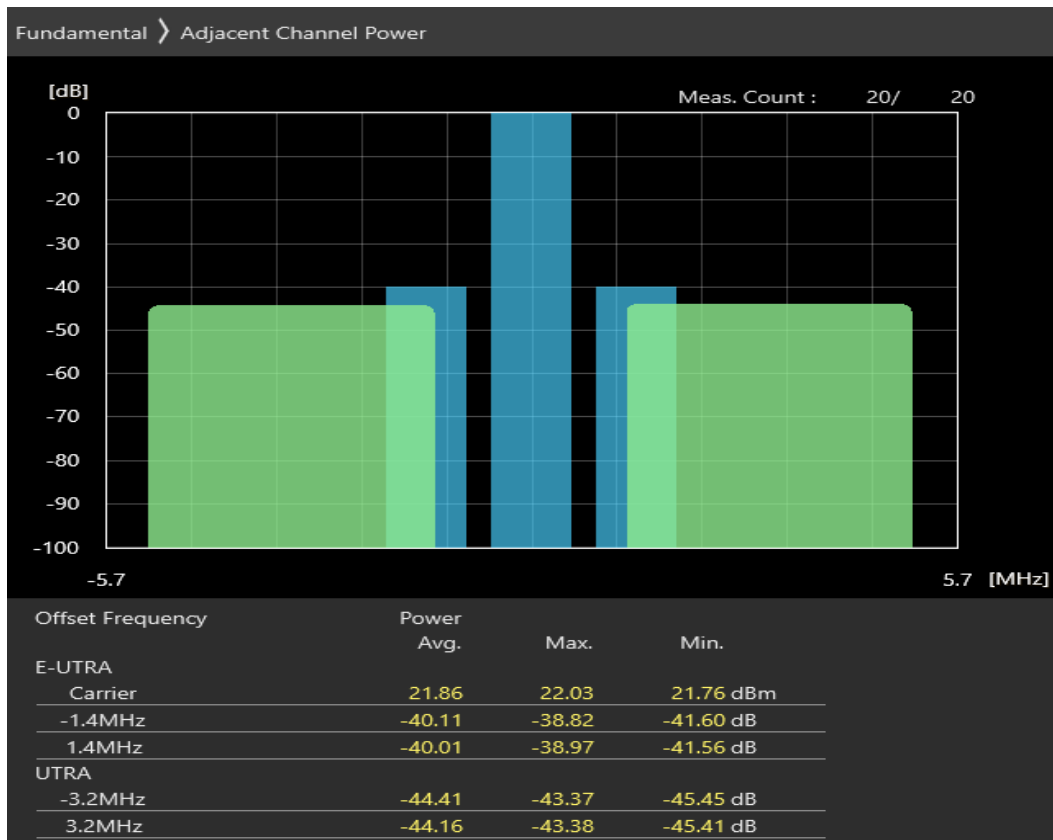 Fundamental 〉 Adjacent Channel Power
[dB]
Meas. Count : 20/ 20
0
-10
-20
-30
-40
-50
-60
-70
-80
-90
-100
-5.7 5.7 [MHz]
Offset Frequency Power
Avg. Max. Min.
E-UTRA
Carrier 21.86 22.03 21.76 dBm
-1.4MHz -40.11 -38.82 -41.60 dB
1.4MHz -40.01 -38.97 -41.56 dB
UTRA
-3.2MHz -44.41 -43.37 -45.45 dB
3.2MHz -44.16 -43.38 -45.41 dB